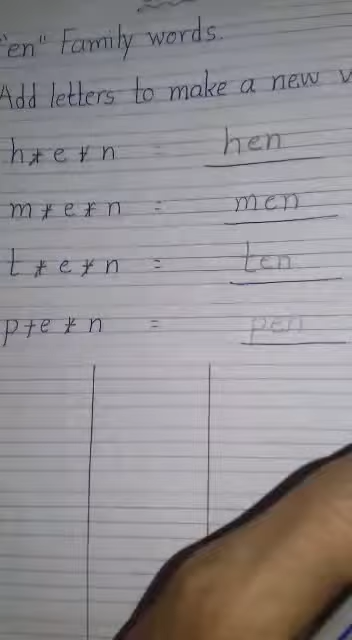 "en" Family words.
Add letters to make a new
h+e+n = hen
m+e+n = men
t+e+n = ten
p+e+n = pen